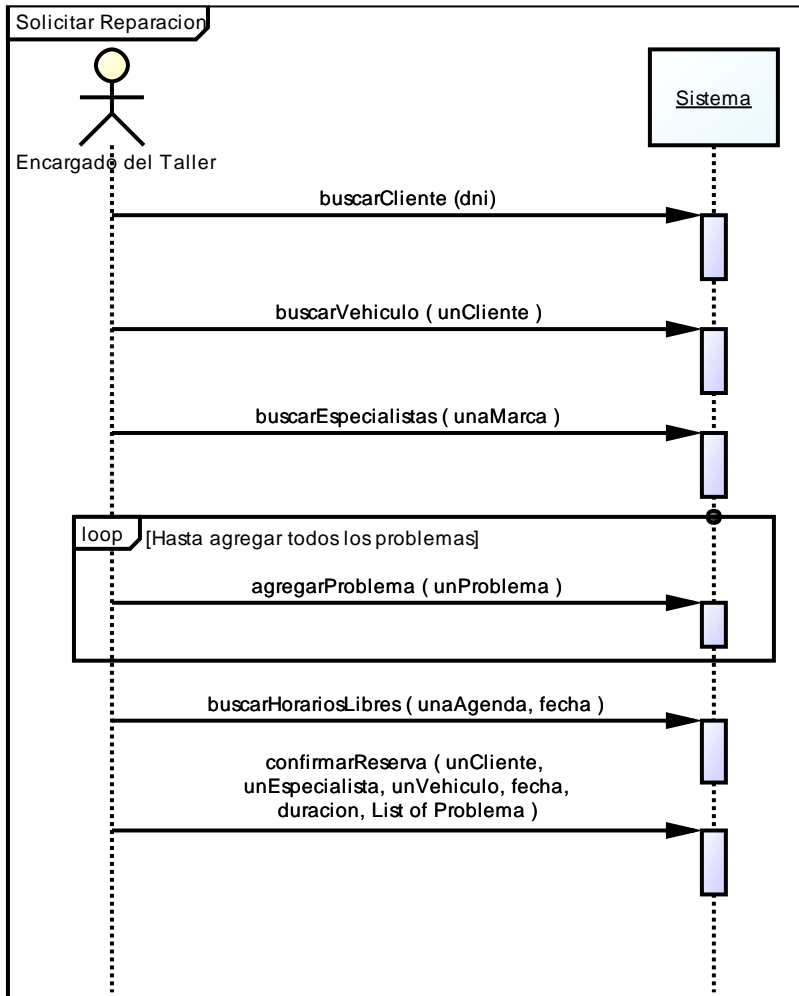 Solicitar Reparacion
Sistema
Encargado del Taller
buscarCliente (dni)
buscarVehiculo ( unCliente )
buscarEspecialistas ( unaMarca )
loop
[Hasta agregar todos los problemas]
agregarProblema ( unProblema )
buscarHorariosLibres ( unaAgenda, fecha )
confirmarReserva ( unCliente,
unEspecialista, unVehiculo, fecha,
duracion, List of Problema )